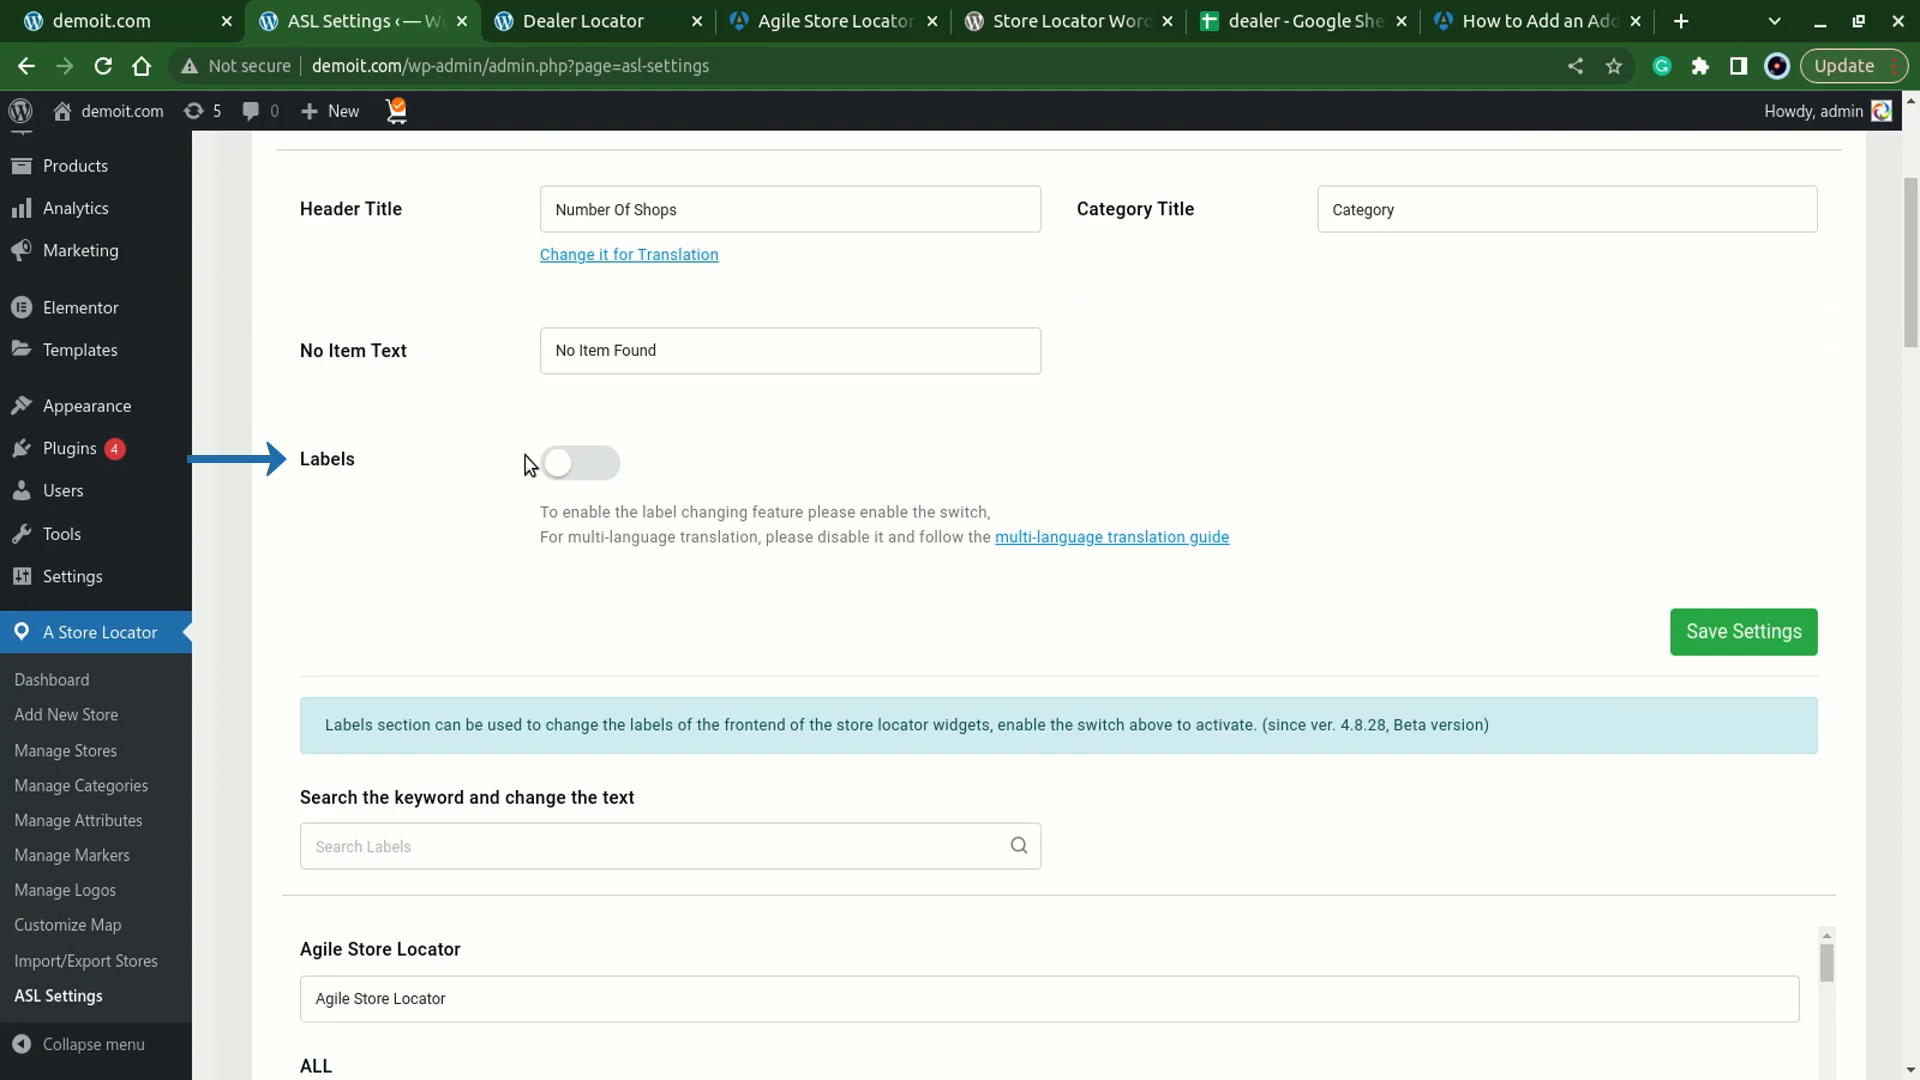 demoit.com
ASL Settings ‹ — W
Dealer Locator
Agile Store Locator
Store Locator Word
dealer - Google She
How to Add an Add
Not secure
demoit.com/wp-admin/admin.php?page=asl-settings
Update
demoit.com
5
0
New
Howdy, admin
Products
Analytics
Marketing
Elementor
Templates
Appearance
Plugins 4
Users
Tools
Settings
A Store Locator
Dashboard
Add New Store
Manage Stores
Manage Categories
Manage Attributes
Manage Markers
Manage Logos
Customize Map
Import/Export Stores
ASL Settings
Collapse menu
Header Title
Number Of Shops
Category Title
Category
Change it for Translation
No Item Text
No Item Found
Labels
To enable the label changing feature please enable the switch,
For multi-language translation, please disable it and follow the multi-language translation guide
Save Settings
Labels section can be used to change the labels of the frontend of the store locator widgets, enable the switch above to activate. (since ver. 4.8.28, Beta version)
Search the keyword and change the text
Search Labels
Agile Store Locator
Agile Store Locator
ALL